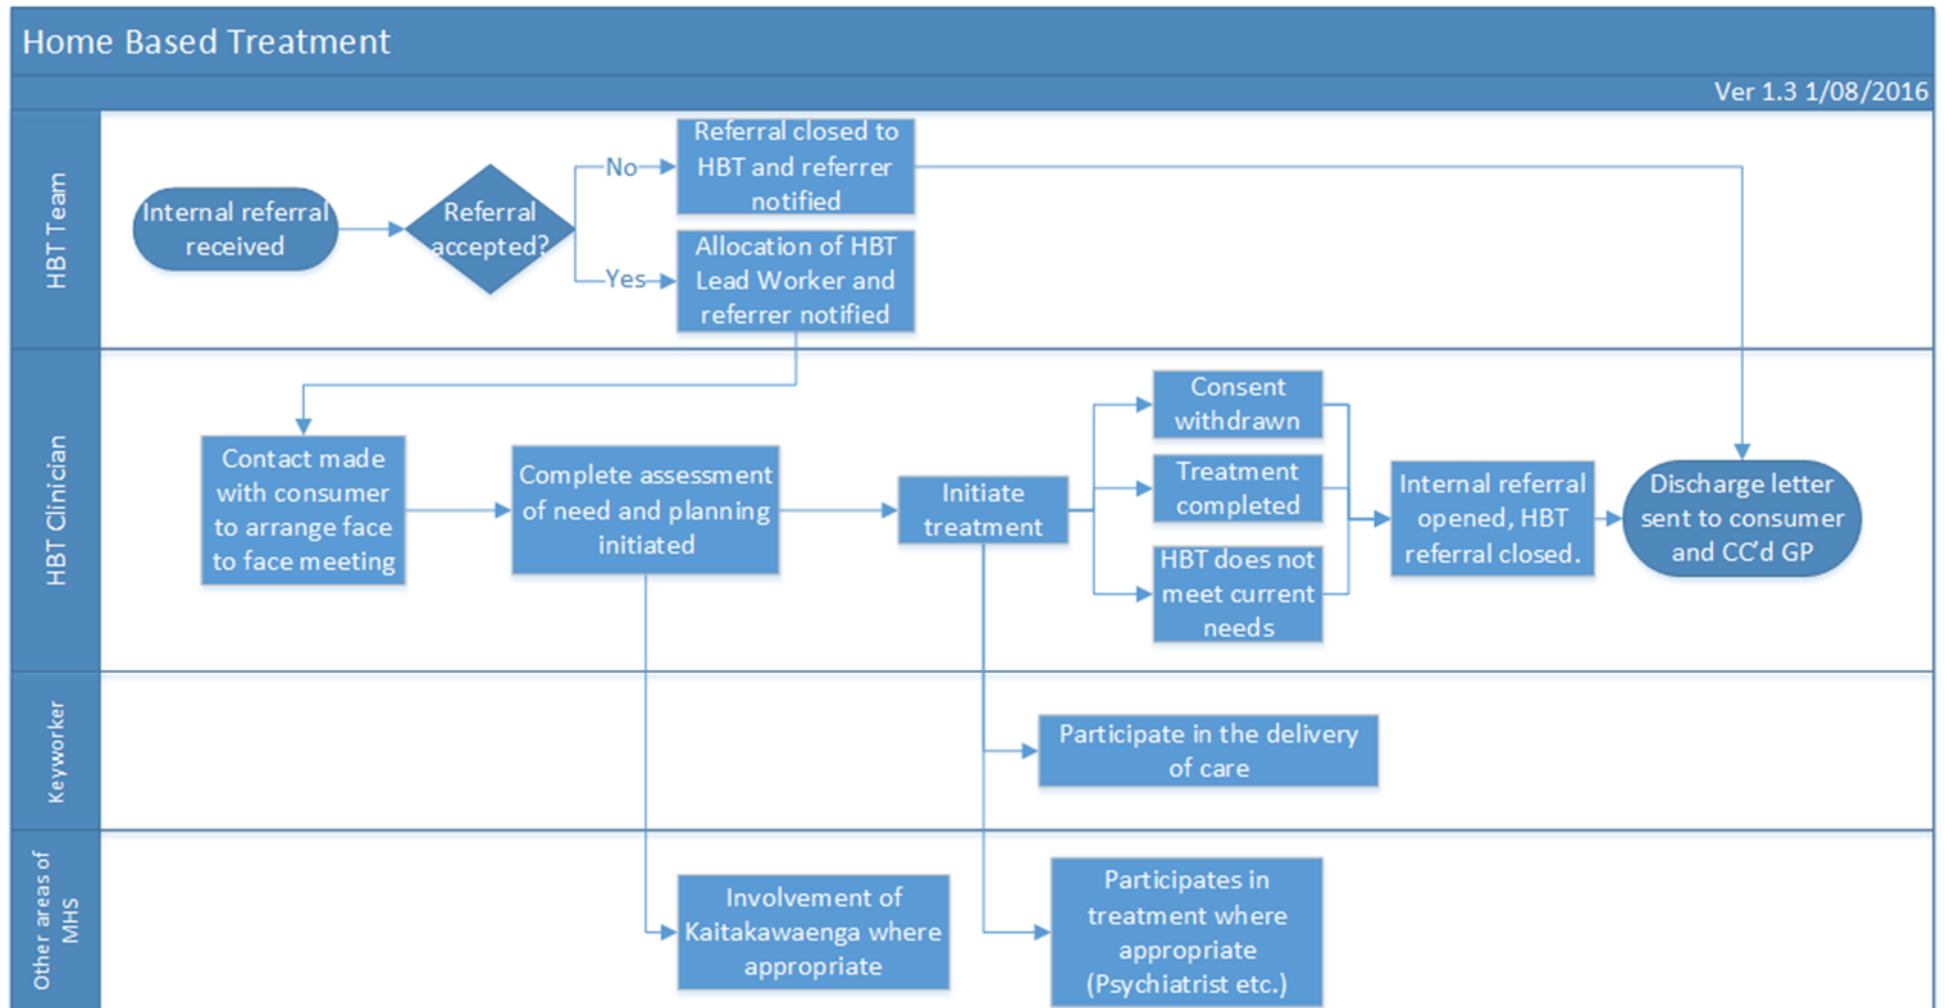 Home Based Treatment
Ver 1.3 1/08/2016
HBT Team
Internal referral
received
Referral
accepted?
No
Yes
Referral closed to
HBT and referrer
notified
Allocation of HBT
Lead Worker and
referrer notified
HBT Clinician
Contact made
with consumer
to arrange face
to face meeting
Complete assessment
of need and planning
initiated
Initiate
treatment
Consent
withdrawn
Treatment
completed
HBT does not
meet current
needs
Internal referral
opened, HBT
referral closed.
Discharge letter
sent to consumer
and CC’d GP
Keyworker
Participate in the delivery
of care
Other areas of
MHS
Involvement of
Kaitakawaenga where
appropriate
Participates in
treatment where
appropriate
(Psychiatrist etc.)